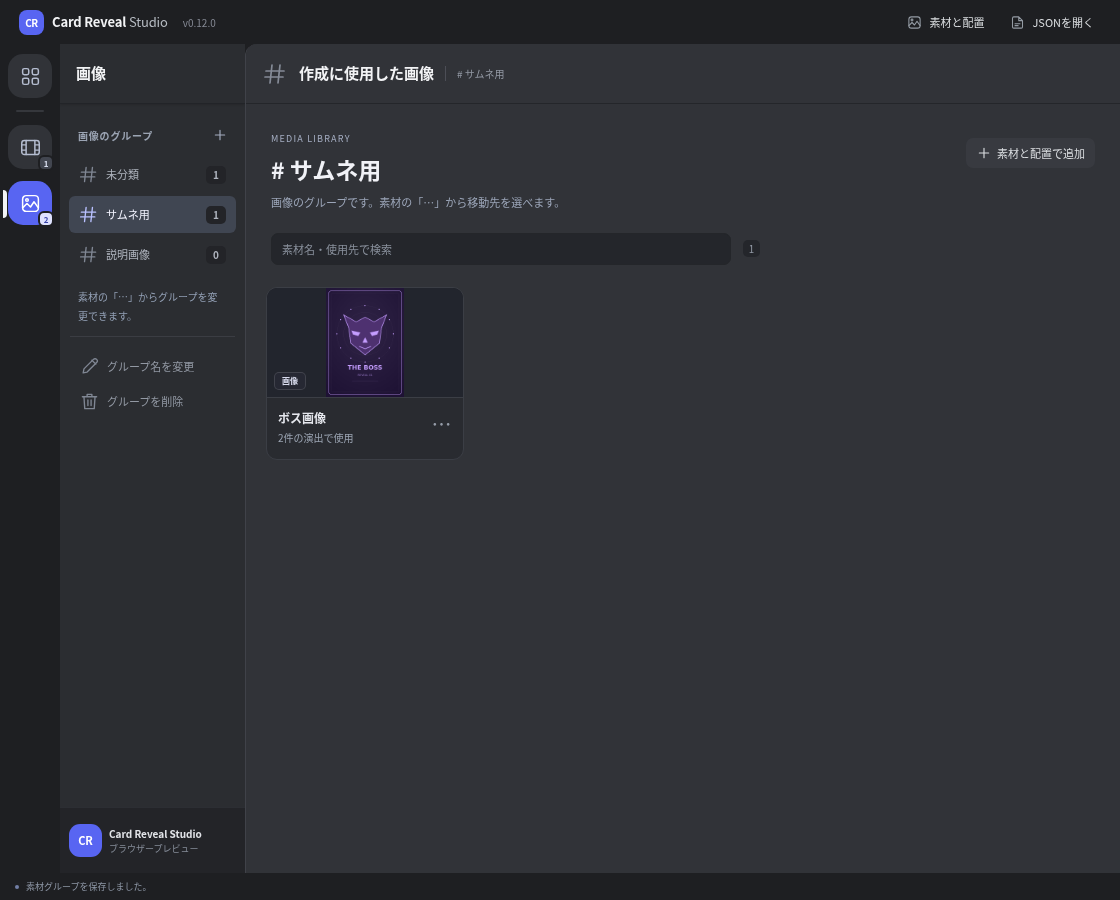 CR Card Reveal Studio v0.12.0
素材と配置
JSONを開く
1
2
画像
画像のグループ
# 未分類 1
# サムネ用 1
# 説明画像 0
素材の「…」からグループを変
更できます。
グループ名を変更
グループを削除
CR
Card Reveal Studio
ブラウザープレビュー
# 作成に使用した画像
# サムネ用
MEDIA LIBRARY
# サムネ用
画像のグループです。素材の「…」から移動先を選べます。
+ 素材と配置で追加
素材名・使用先で検索
1
THE BOSS
画像
ボス画像
2件の演出で使用
素材グループを保存しました。